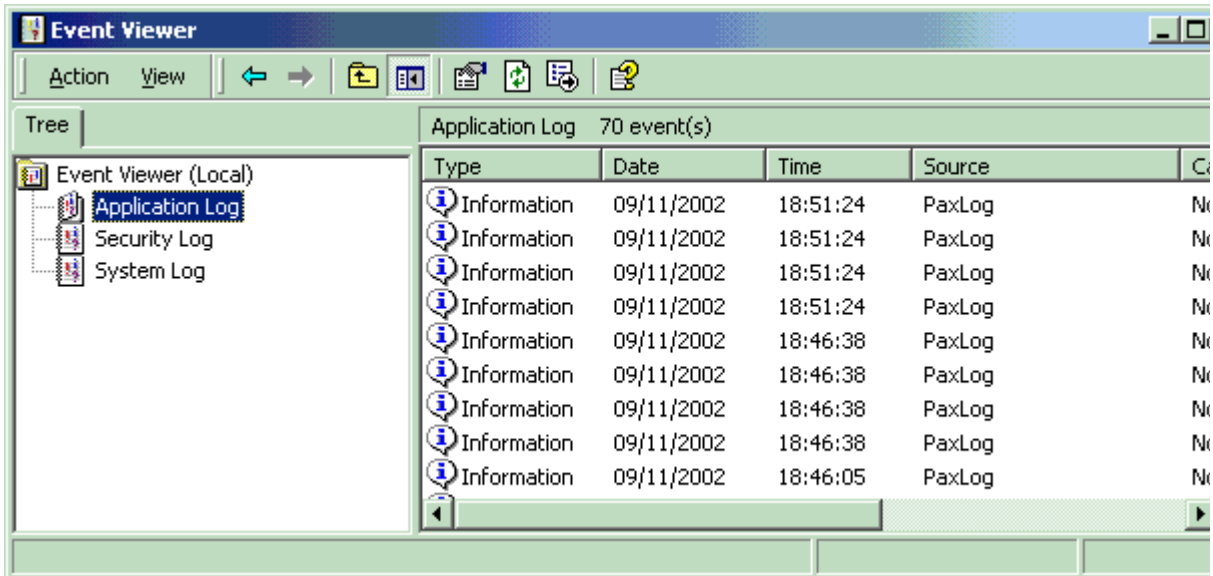 Event Viewer
Action View
Tree
Event Viewer (Local)
Application Log
Security Log
System Log
Application Log 70 event(s)
Type Date Time Source
Information 09/11/2002 18:51:24 PaxLog
Information 09/11/2002 18:51:24 PaxLog
Information 09/11/2002 18:51:24 PaxLog
Information 09/11/2002 18:51:24 PaxLog
Information 09/11/2002 18:46:38 PaxLog
Information 09/11/2002 18:46:38 PaxLog
Information 09/11/2002 18:46:38 PaxLog
Information 09/11/2002 18:46:38 PaxLog
Information 09/11/2002 18:46:05 PaxLog